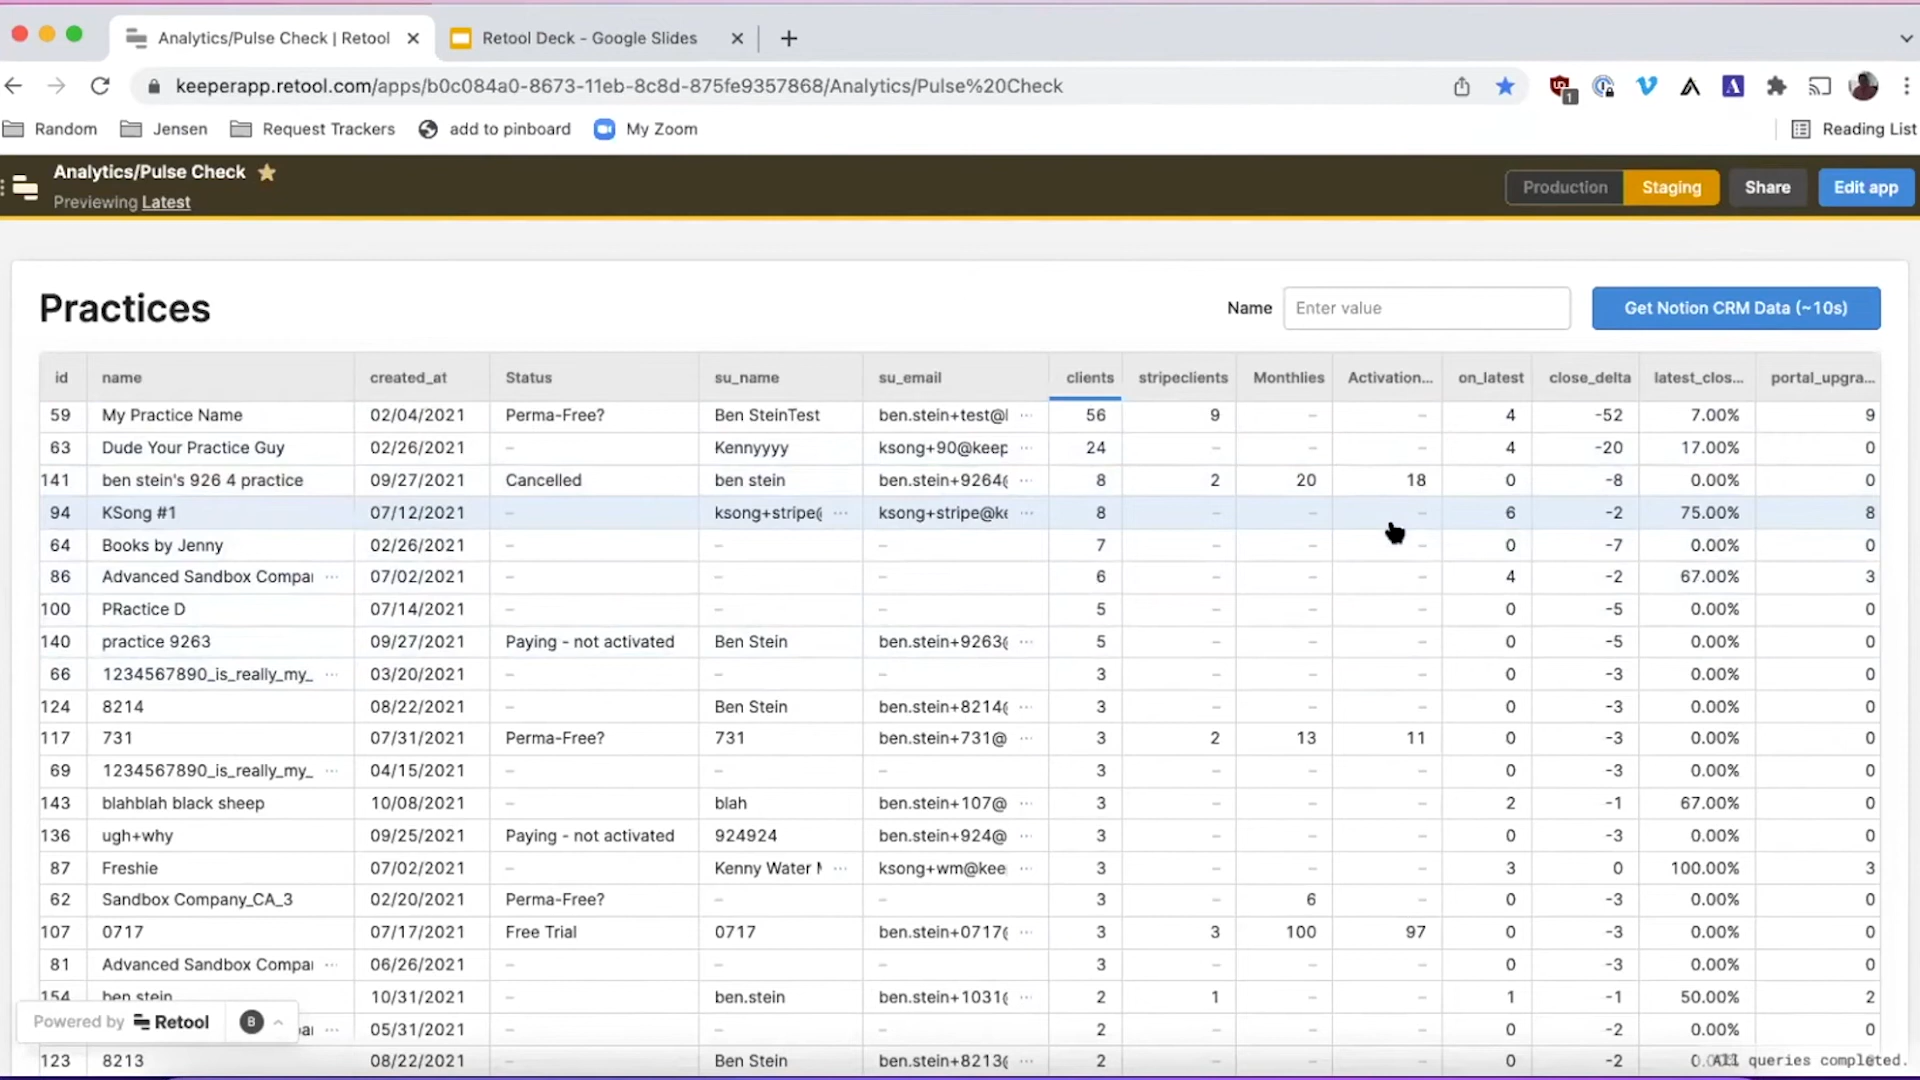 Analytics/Pulse Check | Retool
Retool Deck - Google Slides
keeperapp.retool.com/apps/b0c084a0-8673-11eb-8c8d-875fe9357868/Analytics/Pulse%20Check
1
Random Jensen Request Trackers add to pinboard My Zoom Reading List
Analytics/Pulse Check
Previewing Latest
Production Staging Share Edit app
Practices
Name Enter value Get Notion CRM Data (~10s)
id name created_at Status su_name su_email clients stripeclients Monthlies Activation... on_latest close_delta latest_clos... portal_upgra...
59 My Practice Name 02/04/2021 Perma-Free? Ben SteinTest ben.stein+test@ ... 56 9 – – 4 -52 7.00% 9
63 Dude Your Practice Guy 02/26/2021 – Kennyyyy ksong+90@keep ... 24 – – – 4 -20 17.00% 0
141 ben stein's 926 4 practice 09/27/2021 Cancelled ben stein ben.stein+9264 ... 8 2 20 18 0 -8 0.00% 0
94 KSong #1 07/12/2021 – ksong+stripe ... ksong+stripe@ke ... 8 – – – 6 -2 75.00% 8
64 Books by Jenny 02/26/2021 – – – 7 – – – 0 -7 0.00% 0
86 Advanced Sandbox Compa ... 07/02/2021 – – – 6 – – – 4 -2 67.00% 3
100 PRactice D 07/14/2021 – – – 5 – – – 0 -5 0.00% 0
140 practice 9263 09/27/2021 Paying - not activated Ben Stein ben.stein+9263 ... 5 – – – 0 -5 0.00% 0
66 1234567890_is_really_my_ ... 03/20/2021 – – – 3 – – – 0 -3 0.00% 0
124 8214 08/22/2021 – Ben Stein ben.stein+8214 ... 3 – – – 0 -3 0.00% 0
117 731 07/31/2021 Perma-Free? 731 ben.stein+731@ ... 3 2 13 11 0 -3 0.00% 0
69 1234567890_is_really_my_ ... 04/15/2021 – – – 3 – – – 0 -3 0.00% 0
143 blahblah black sheep 10/08/2021 – blah ben.stein+107@ ... 3 – – – 2 -1 67.00% 0
136 ugh+why 09/25/2021 Paying - not activated 924924 ben.stein+924@ ... 3 – – – 0 -3 0.00% 0
87 Freshie 07/02/2021 – Kenny Water ... ksong+wm@kee ... 3 – – – 3 0 100.00% 3
62 Sandbox Company_CA_3 02/20/2021 Perma-Free? – – 3 – 6 – 0 -3 0.00% 0
107 0717 07/17/2021 Free Trial 0717 ben.stein+0717 ... 3 3 100 97 0 -3 0.00% 0
81 Advanced Sandbox Compa ... 06/26/2021 – – – 3 – – – 0 -3 0.00% 0
154 ben stein 10/31/2021 – ben.stein ben.stein+1031 ... 2 1 – – 1 -1 50.00% 2
... 05/31/2021 – – – 2 – – – 0 -2 0.00% 0
123 8213 08/22/2021 – Ben Stein ben.stein+8213 ... 2 – – – 0 -2
Powered by Retool B
All queries completed.